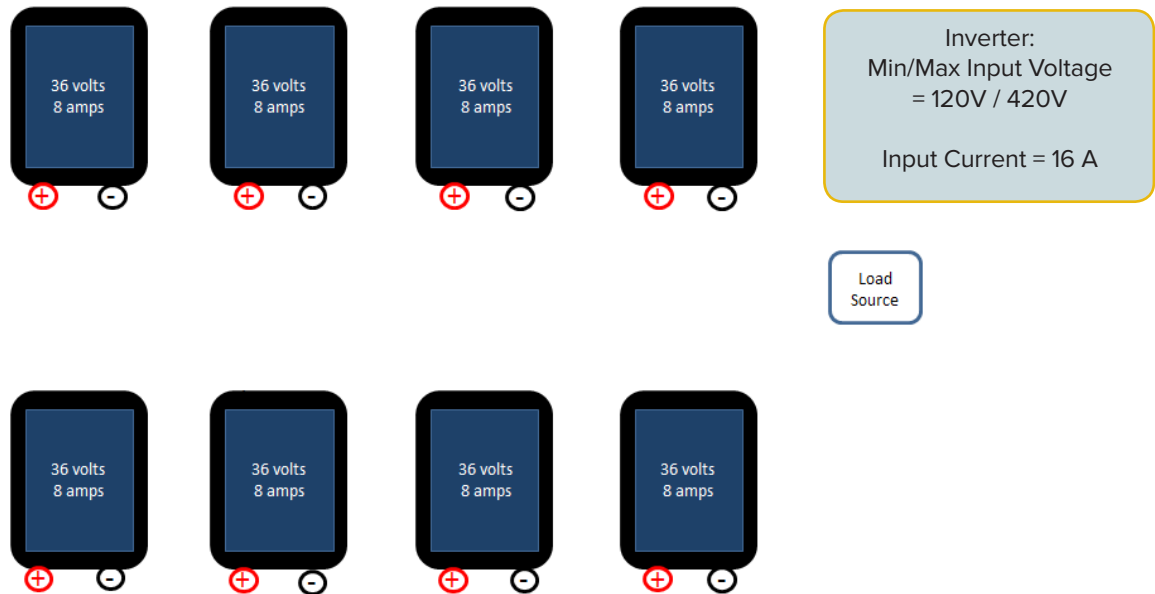 36 volts
8 amps
36 volts
8 amps
36 volts
8 amps
36 volts
8 amps
Inverter:
Min/Max Input Voltage
= 120V / 420V
Input Current = 16 A
+
-
+
-
+
-
+
-
Load
Source
36 volts
8 amps
36 volts
8 amps
36 volts
8 amps
36 volts
8 amps
+
-
+
-
+
-
+
-